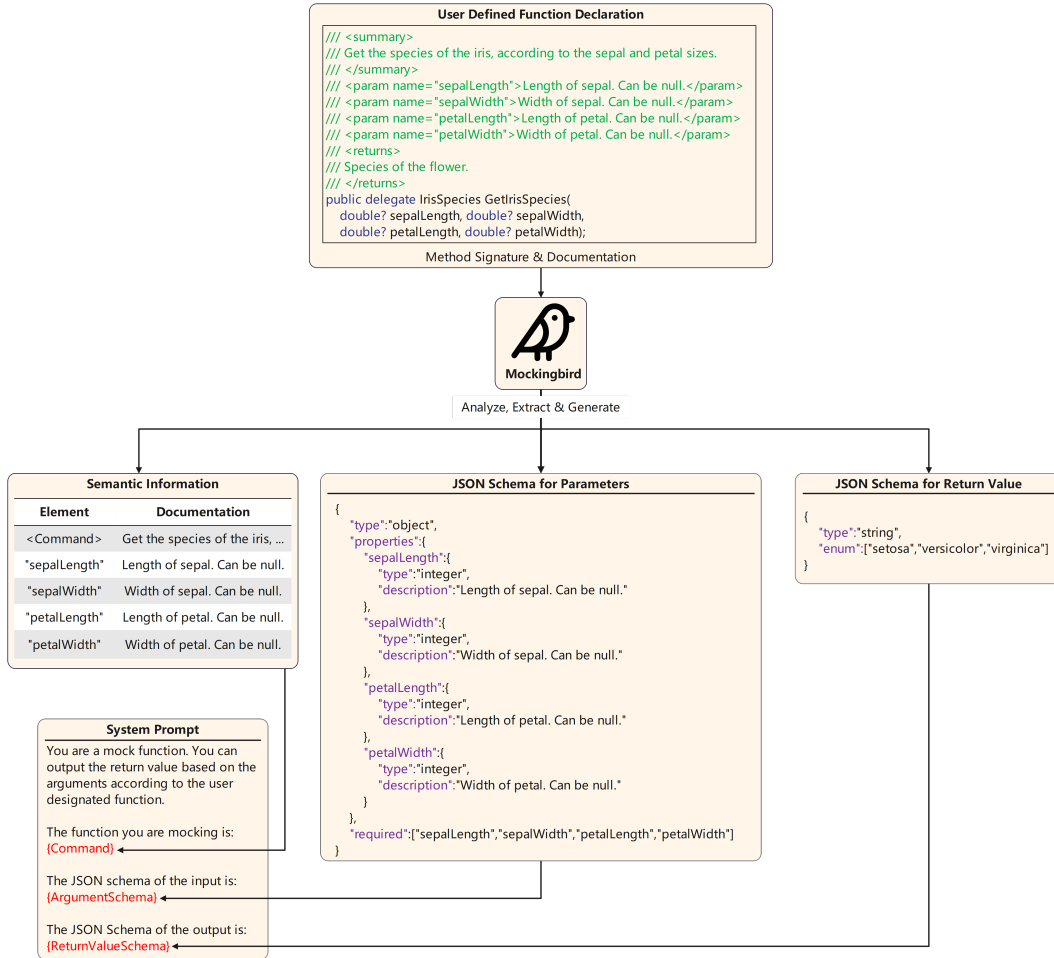 User Defined Function Declaration
/// <summary>
/// Get the species of the iris, according to the sepal and petal sizes.
/// </summary>
/// <param name="sepalLength">Length of sepal. Can be null.</param>
/// <param name="sepalWidth">Width of sepal. Can be null.</param>
/// <param name="petalLength">Length of petal. Can be null.</param>
/// <param name="petalWidth">Width of petal. Can be null.</param>
/// <returns>
/// Species of the flower.
/// </returns>
public delegate IrisSpecies GetIrisSpecies(
    double? sepalLength, double? sepalWidth,
    double? petalLength, double? petalWidth);
Method Signature & Documentation
Mockingbird
Analyze, Extract & Generate
Semantic Information
Element Documentation
<Command> Get the species of the iris, ...
"sepalLength" Length of sepal. Can be null.
"sepalWidth" Width of sepal. Can be null.
"petalLength" Length of petal. Can be null.
"petalWidth" Width of petal. Can be null.
JSON Schema for Parameters
{
    "type":"object",
    "properties":{
        "sepalLength":{
            "type":"integer",
            "description":"Length of sepal. Can be null."
        },
        "sepalWidth":{
            "type":"integer",
            "description":"Width of sepal. Can be null."
        },
        "petalLength":{
            "type":"integer",
            "description":"Length of petal. Can be null."
        },
        "petalWidth":{
            "type":"integer",
            "description":"Width of petal. Can be null."
        }
    },
    "required":["sepalLength","sepalWidth","petalLength","petalWidth"]
}
JSON Schema for Return Value
{
    "type":"string",
    "enum":["setosa","versicolor","virginica"]
}
System Prompt
You are a mock function. You can
output the return value based on the
arguments according to the user
designated function.
The function you are mocking is:
{Command}
The JSON schema of the input is:
{ArgumentSchema}
The JSON Schema of the output is:
{ReturnValueSchema}